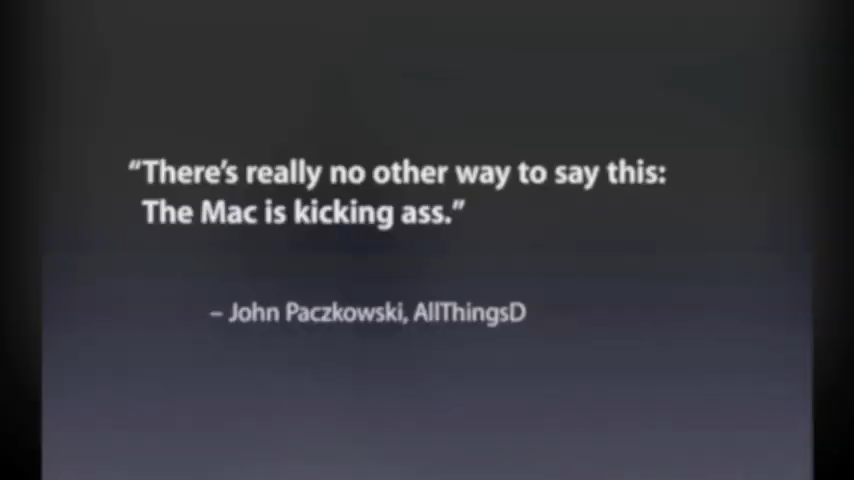 “There’s really no other way to say this:
The Mac is kicking ass.”
– John Paczkowski, AllThingsD